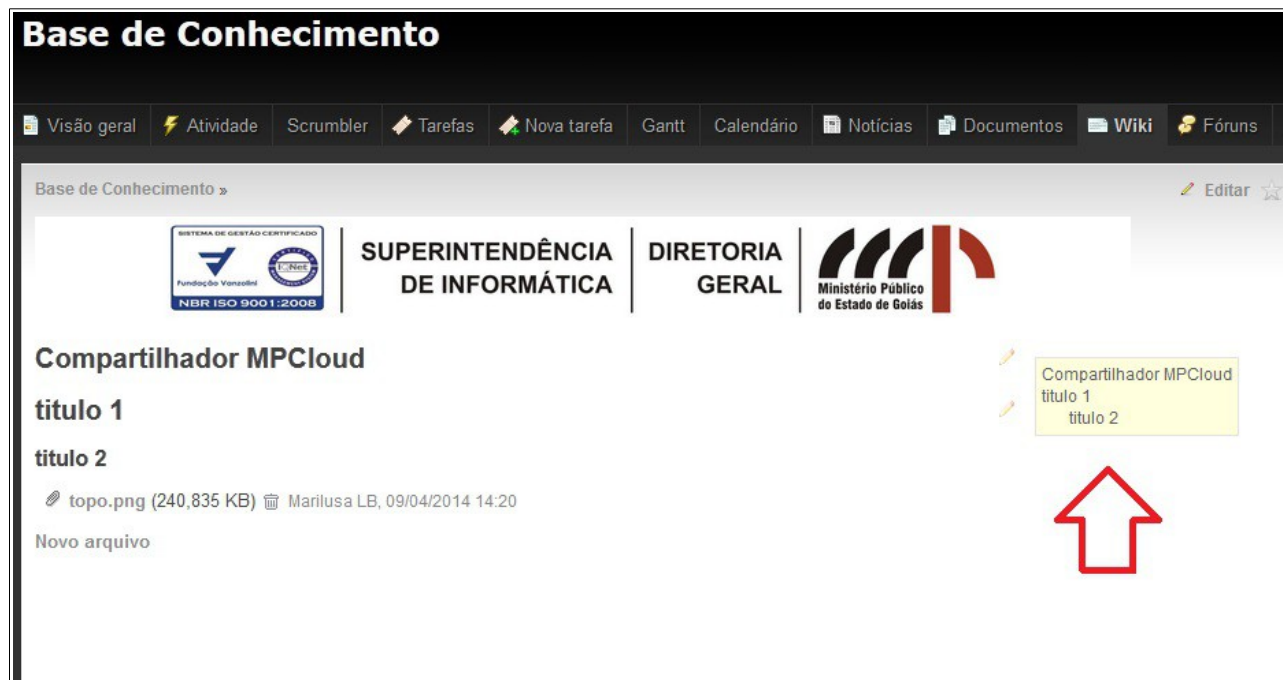 Base de Conhecimento
Visão geral Atividade Scrumbler Tarefas Nova tarefa Gantt Calendário Notícias Documentos Wiki Fóruns
Base de Conhecimento »
Editar
SISTEMA DE GESTÃO CERTIFICADO
Fundação Vanzolini
IQNet
NBR ISO 9001:2008
SUPERINTENDÊNCIA
DE INFORMÁTICA
DIRETORIA
GERAL
Ministério Público
do Estado de Goiás
Compartilhador MPCloud
titulo 1
titulo 2
Compartilhador MPCloud
titulo 1
titulo 2
topo.png (240,835 KB) Marilusa LB, 09/04/2014 14:20
Novo arquivo